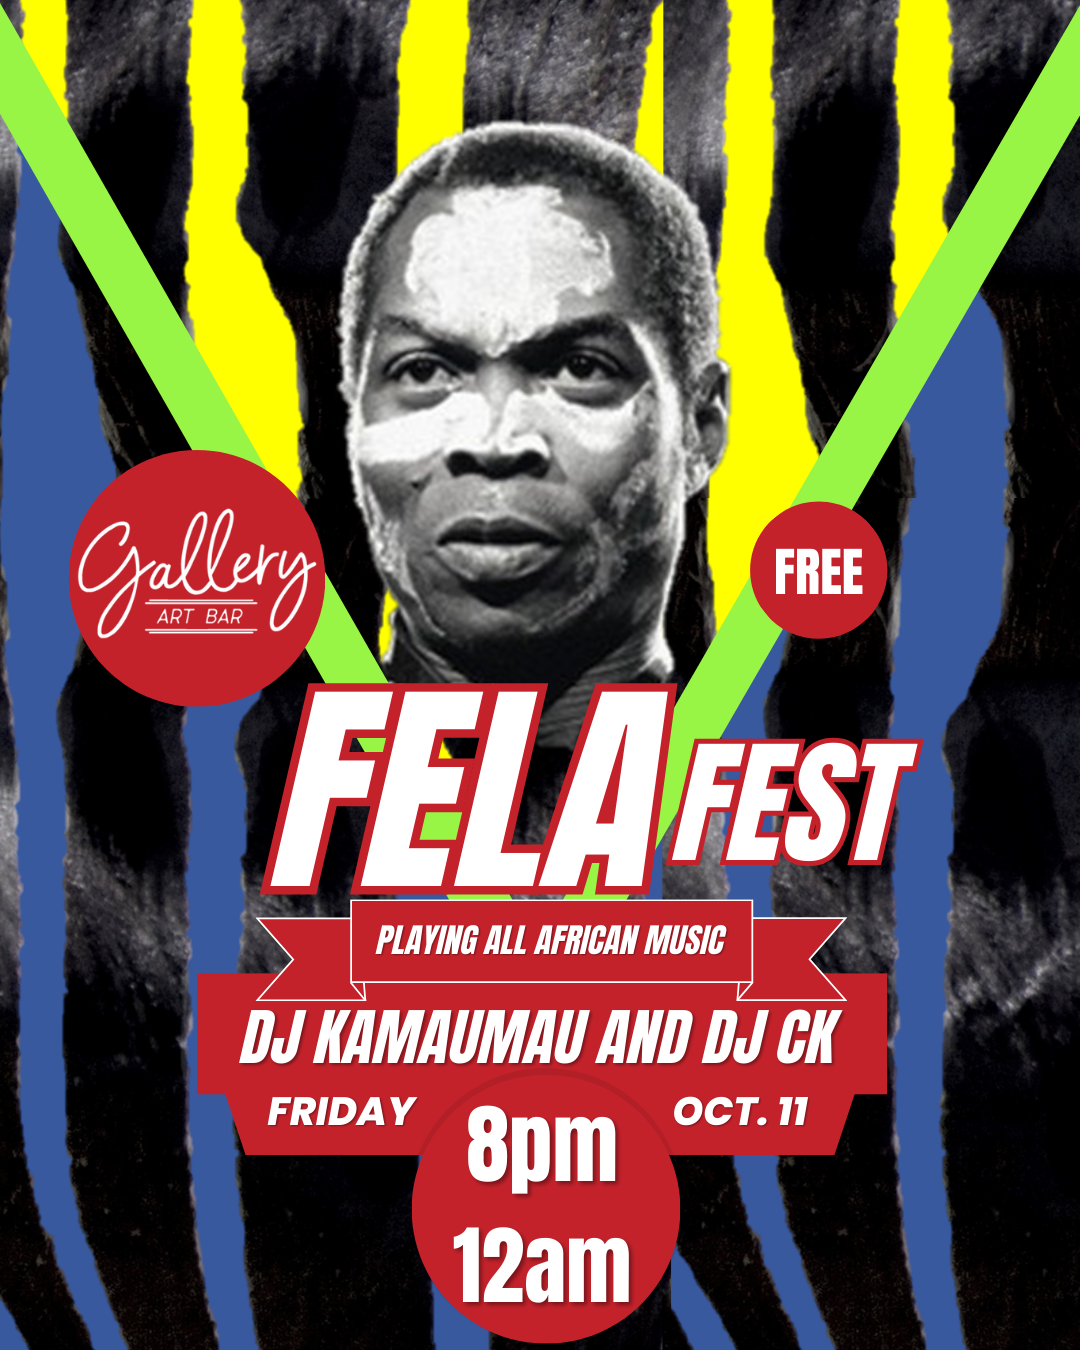 Gallery
ART BAR
FREE
FELA FEST
PLAYING ALL AFRICAN MUSIC
DJ KAMAUMAU AND DJ CK
FRIDAY
OCT. 11
8pm
12am